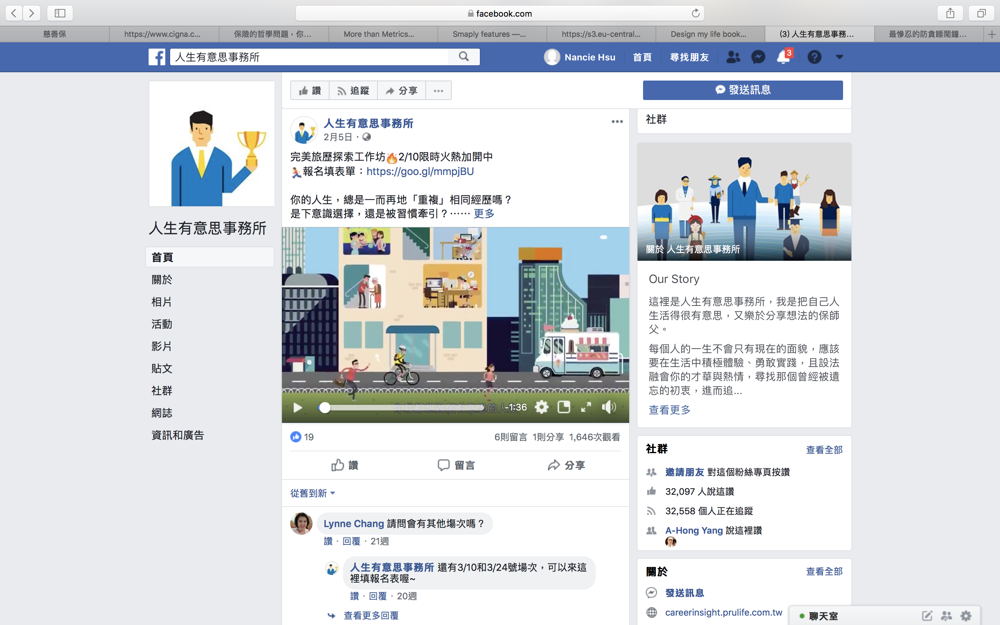 facebook.com
慈善保
https://www.cigna.c...
保險的哲學問題，你...
More than Metrics...
Smaply features —...
https://s3.eu-central...
Design my life book...
(3) 人生有意思事務...
最慘忍的防貪睡鬧鐘...
人生有意思事務所
Nancie Hsu
首頁
尋找朋友
3
讚
追蹤
分享
發送訊息
人生有意思事務所
首頁
關於
相片
活動
影片
貼文
社群
網誌
資訊和廣告
人生有意思事務所
2月5日
完美旅歷探索工作坊🔥2/10限時火熱加開中
🏃報名填表單：https://goo.gl/mmpjBU
你的人生，總是一而再地「重複」相同經歷嗎？
是下意識選擇，還是被習慣牽引？⋯⋯ 更多
你我都想過個有意思的人生
-1:36
19
6則留言 1則分享 1,646次觀看
讚
留言
分享
從舊到新
Lynne Chang 請問會有其他場次嗎？
讚 · 回覆 · 21週
人生有意思事務所 還有3/10和3/24號場次，可以來這
裡填報名表喔~
讚 · 回覆 · 20週
查看更多回覆
社群
關於 人生有意思事務所
Our Story
這裡是人生有意思事務所，我是把自己人
生活得很有意思，又樂於分享想法的保師
父。
每個人的一生不會只有現在的面貌，應該
要在生活中積極體驗、勇敢實踐，且設法
融會你的才華與熱情，尋找那個曾經被遺
忘的初衷，進而追...
查看更多
社群
查看全部
邀請朋友 對這個粉絲專頁按讚
32,097 人說這讚
32,558 個人正在追蹤
A-Hong Yang 說這裡讚
關於
查看全部
發送訊息
careerinsight.prulife.com.tw
聊天室